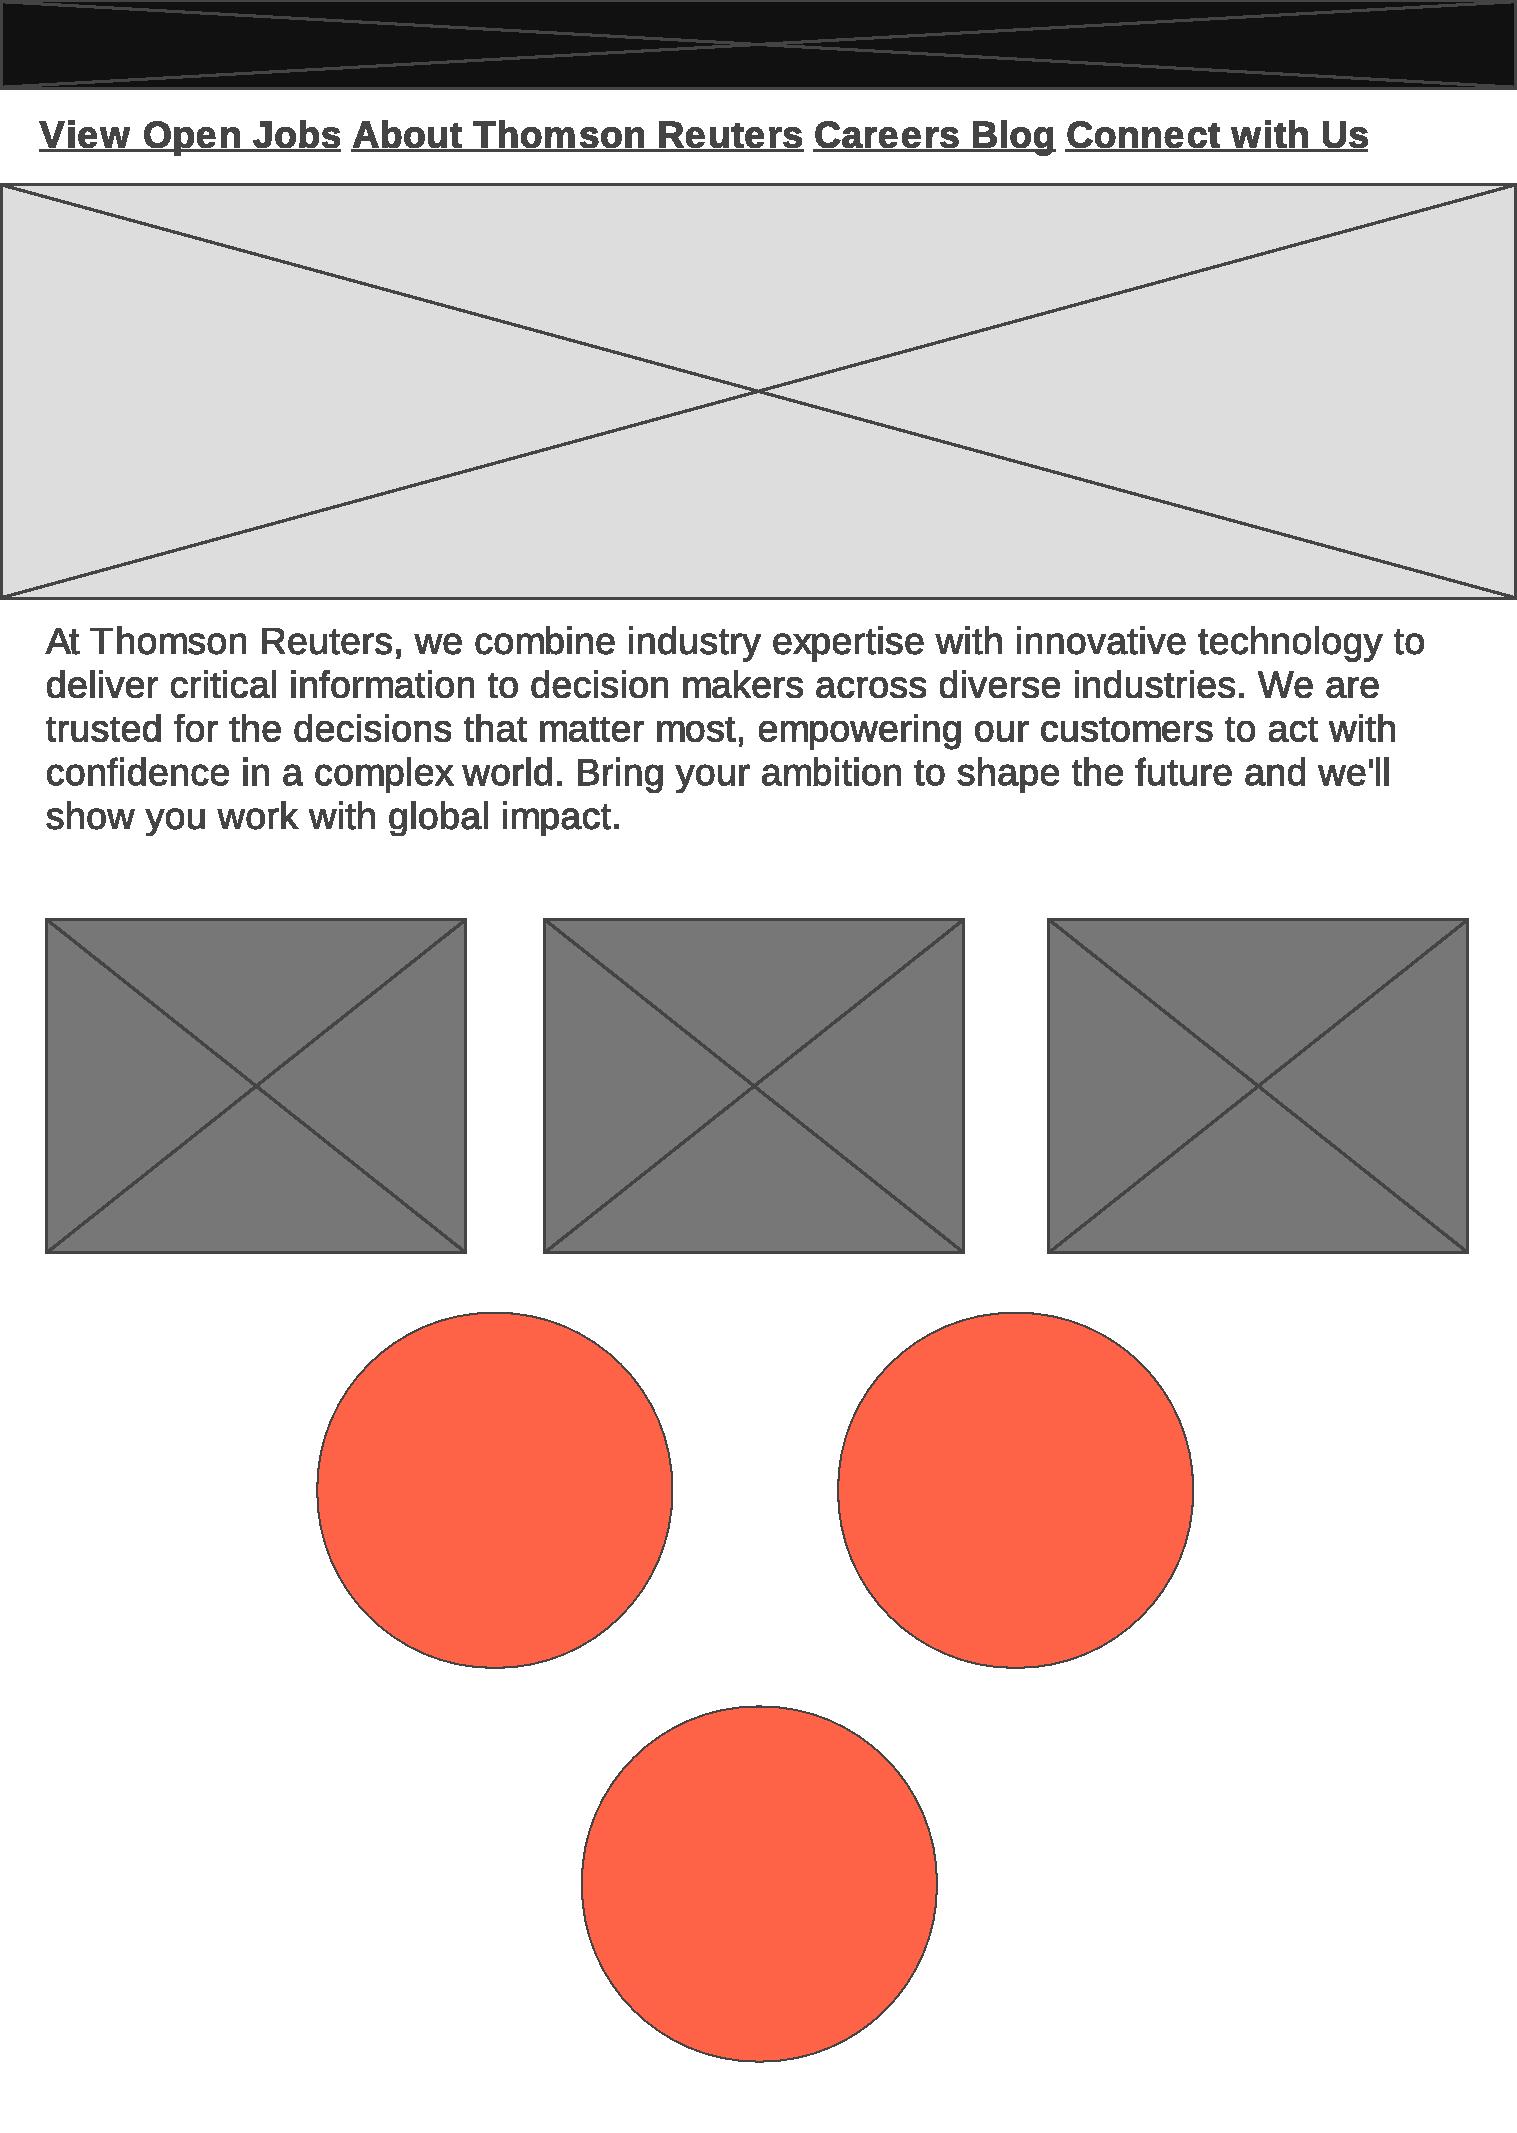 View Open Jobs About Thomson Reuters Careers Blog Connect with Us
At Thomson Reuters, we combine industry expertise with innovative technology to
deliver critical information to decision makers across diverse industries. We are
trusted for the decisions that matter most, empowering our customers to act with
confidence in a complex world. Bring your ambition to shape the future and we'll
show you work with global impact.